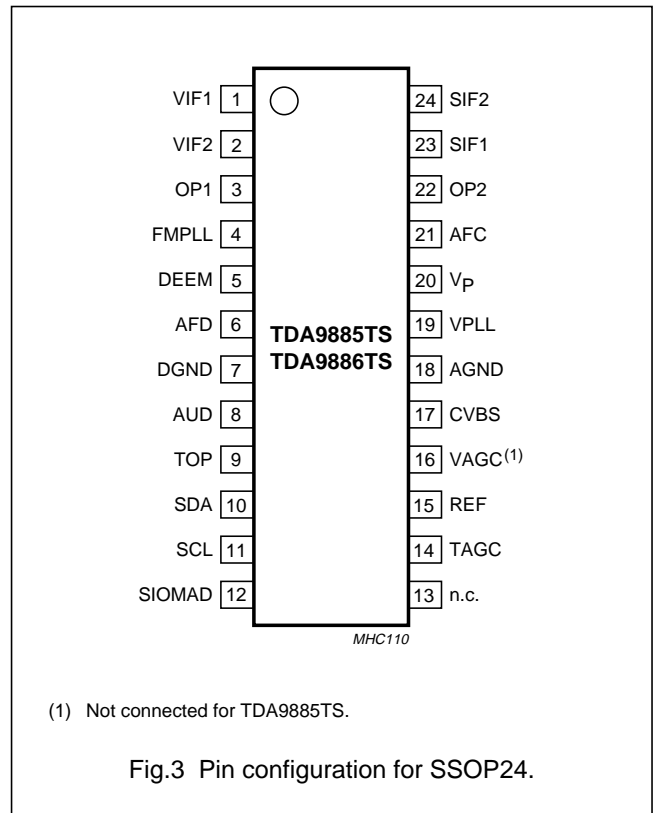 VIF1 1 24 SIF2
VIF2 2 23 SIF1
OP1 3 22 OP2
FMPLL 4 21 AFC
DEEM 5 20 VP
AFD 6 TDA9885TS 19 VPLL
DGND 7 TDA9886TS 18 AGND
AUD 8 17 CVBS
TOP 9 16 VAGC(1)
SDA 10 15 REF
SCL 11 14 TAGC
SIOMAD 12 13 n.c.
MHC110
(1) Not connected for TDA9885TS.
Fig.3 Pin configuration for SSOP24.